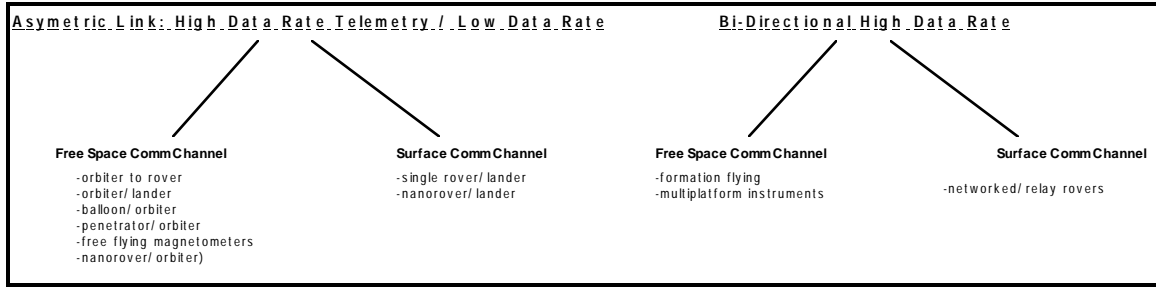 Asymetric Link: High Data Rate Telemetry / Low Data Rate
Bi-Directional High Data Rate
Free Space Comm Channel
-orbiter to rover
-orbiter/lander
-balloon/orbiter
-penetrator/orbiter
-free flying magnetometers
-nanorover/orbiter)
Surface Comm Channel
-single rover/lander
-nanorover/lander
Free Space Comm Channel
-formation flying
-multiplatform instruments
Surface Comm Channel
-networked/relay rovers